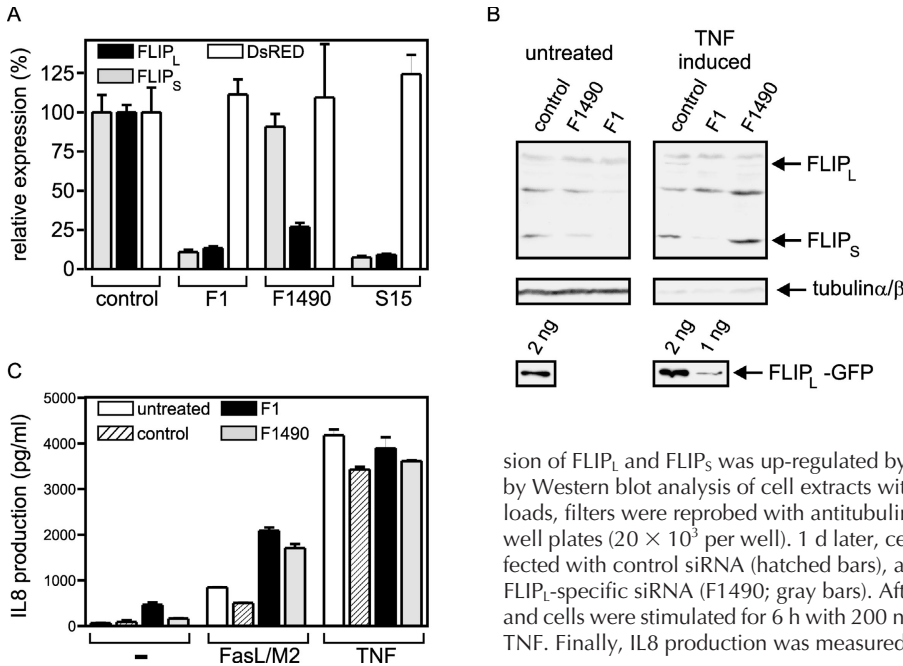 A
relative expression (%)
FLIPL
FLIPS
DsRED
125
100
75
50
25
0
control
F1
F1490
S15
B
untreated
TNF
induced
control
F1490
F1
control
F1
F1490
FLIPL
FLIPS
tubulinα/β
2 ng
2 ng
1 ng
FLIPL -GFP
C
IL8 production (pg/ml)
untreated
F1
control
F1490
5000
4000
3000
2000
1000
0
–
FasL/M2
TNF
sion of FLIPL and FLIPS was up-regulated by
by Western blot analysis of cell extracts wit
loads, filters were reprobed with antitubulin
well plates (20 × 10³ per well). 1 d later, ce
fected with control siRNA (hatched bars), a
FLIPL-specific siRNA (F1490; gray bars). Aft
and cells were stimulated for 6 h with 200 n
TNF. Finally, IL8 production was measured